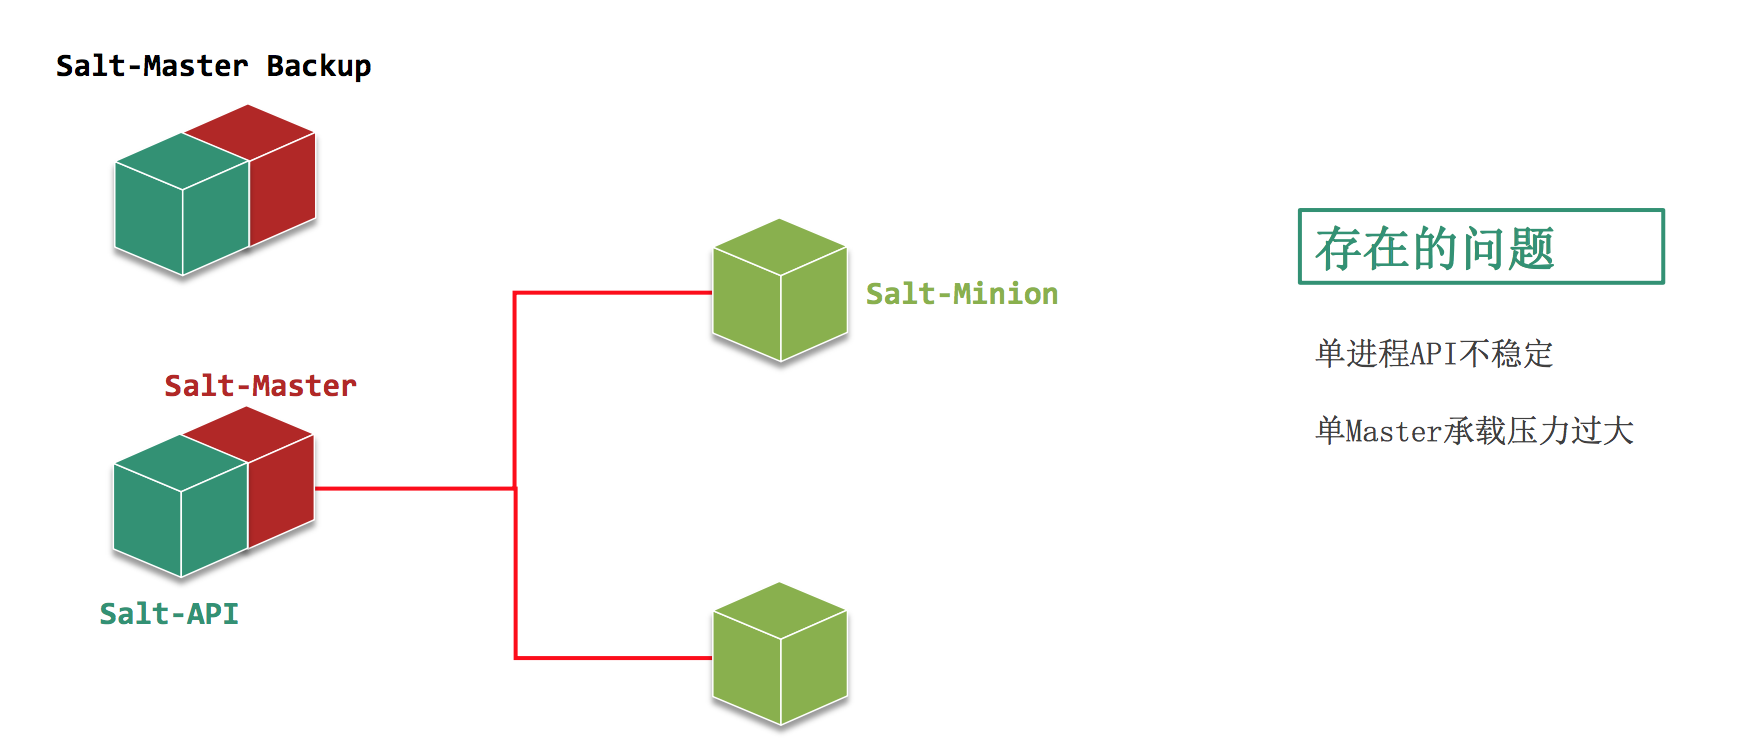 Salt-Master Backup
Salt-Minion
Salt-Master
Salt-API
存在的问题
单进程API不稳定
单Master承载压力过大